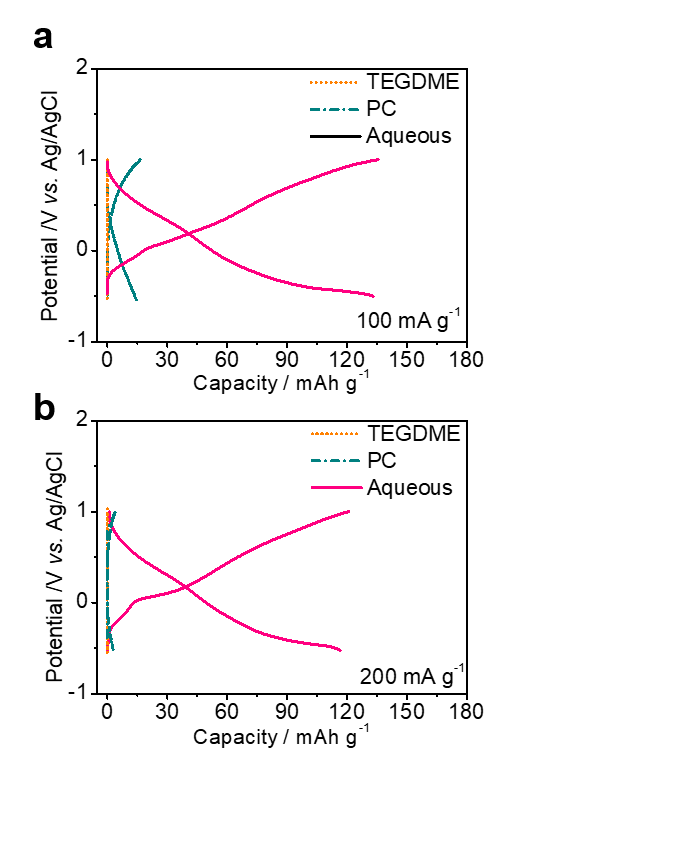 a
2
1
0
-1
Potential /V vs. Ag/AgCl
TEGDME
PC
Aqueous
100 mA g-1
0 30 60 90 120 150 180
Capacity / mAh g-1
b
2
1
0
-1
Potential /V vs. Ag/AgCl
TEGDME
PC
Aqueous
200 mA g-1
0 30 60 90 120 150 180
Capacity / mAh g-1